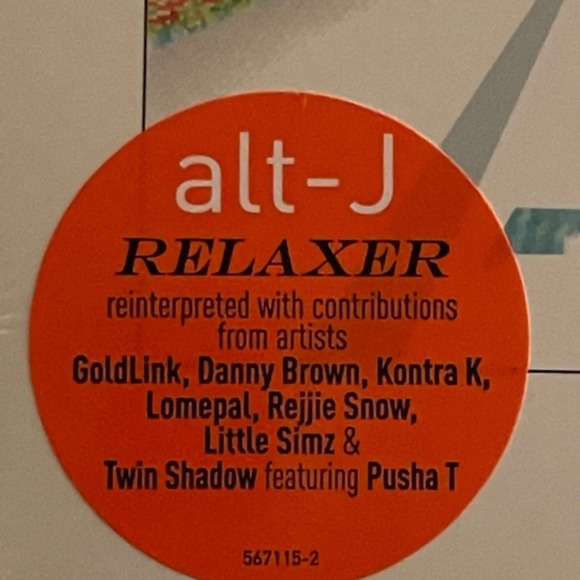 alt-J
RELAXER
reinterpreted with contributions
from artists
GoldLink, Danny Brown, Kontra K,
Lomepal, Rejjie Snow,
Little Simz &
Twin Shadow featuring Pusha T
567115-2